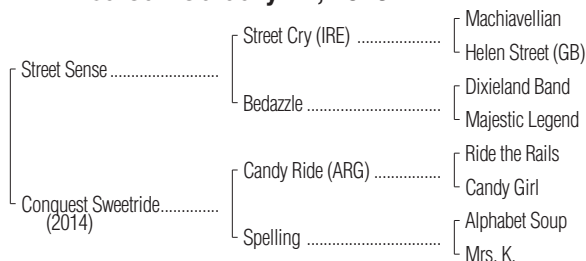 Machiavellian
Street Cry (IRE) ....................
Helen Street (GB)
Street Sense ..........................
Dixieland Band
Bedazzle ................................
Majestic Legend
Ride the Rails
Candy Ride (ARG) ................
Candy Girl
Conquest Sweetride..............
(2014)
Alphabet Soup
Spelling ................................
Mrs. K.